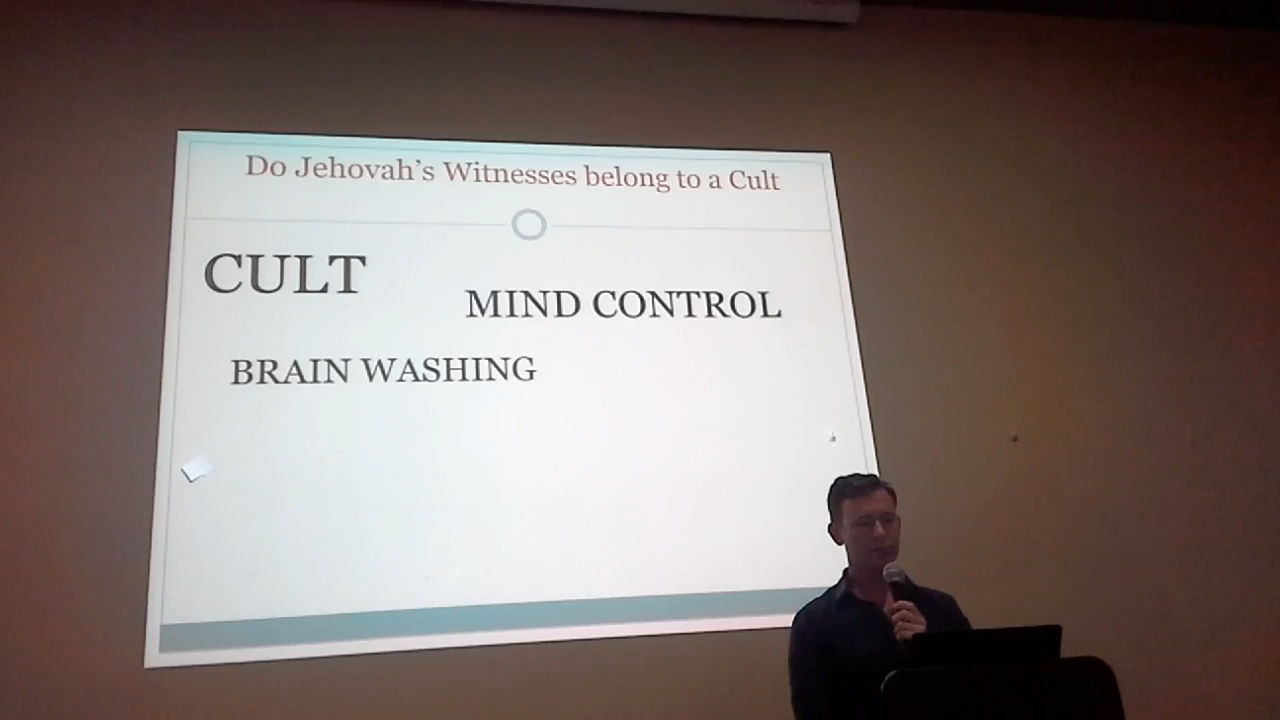 Do Jehovah's Witnesses belong to a Cult
CULT
MIND CONTROL
BRAIN WASHING